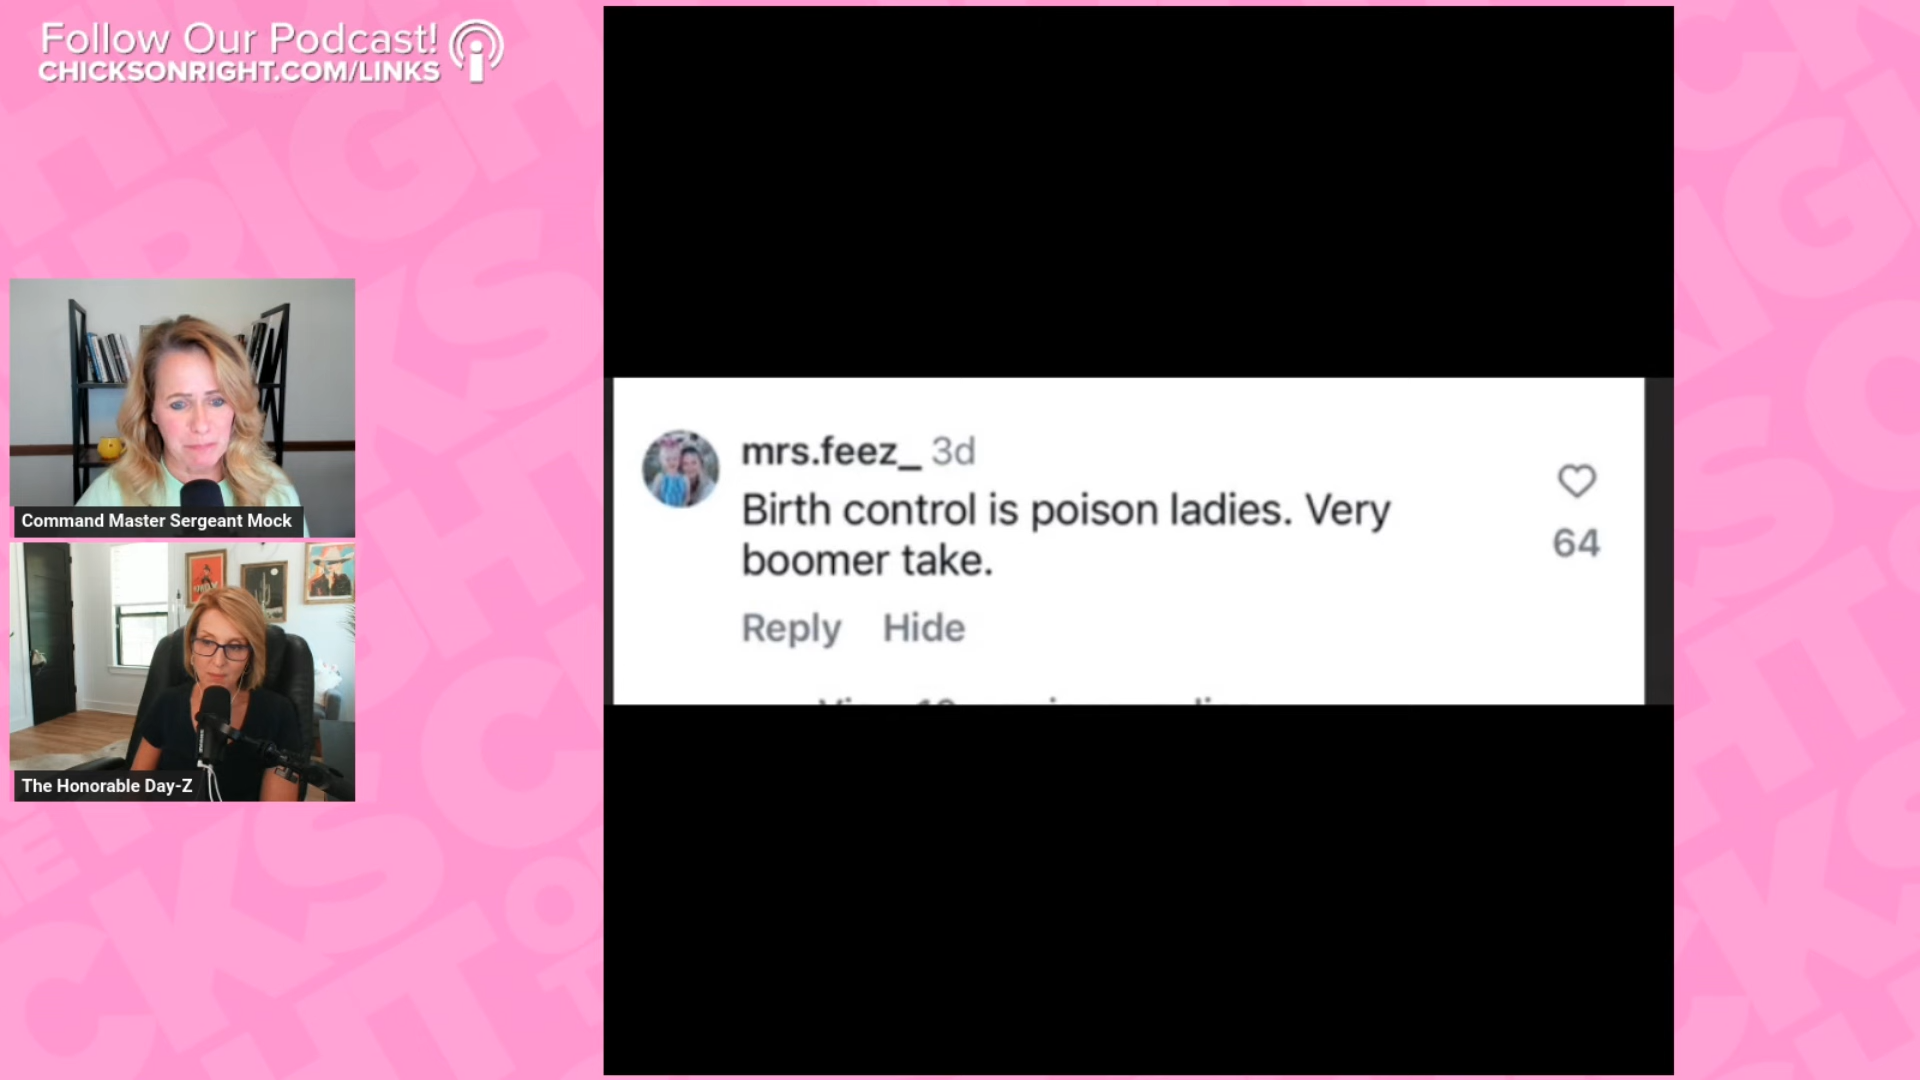 Follow Our Podcast!
CHICKSONRIGHT.COM/LINKS
Command Master Sergeant Mock
The Honorable Day-Z
mrs.feez_ 3d
Birth control is poison ladies. Very
boomer take.
64
Reply Hide